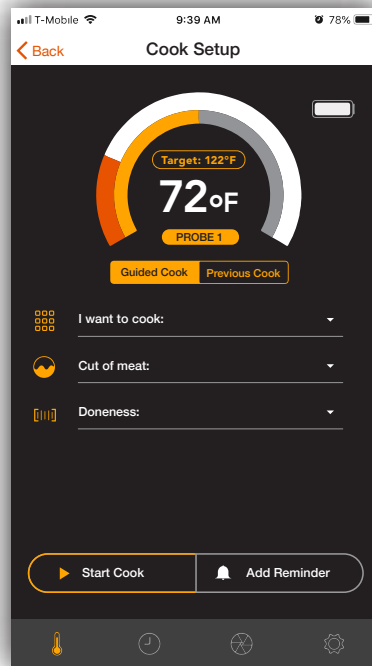 T-Mobile 9:39 AM 78%
Back Cook Setup
Target: 122°F
72°F
PROBE 1
Guided Cook Previous Cook
I want to cook:
Cut of meat:
Doneness:
Start Cook Add Reminder